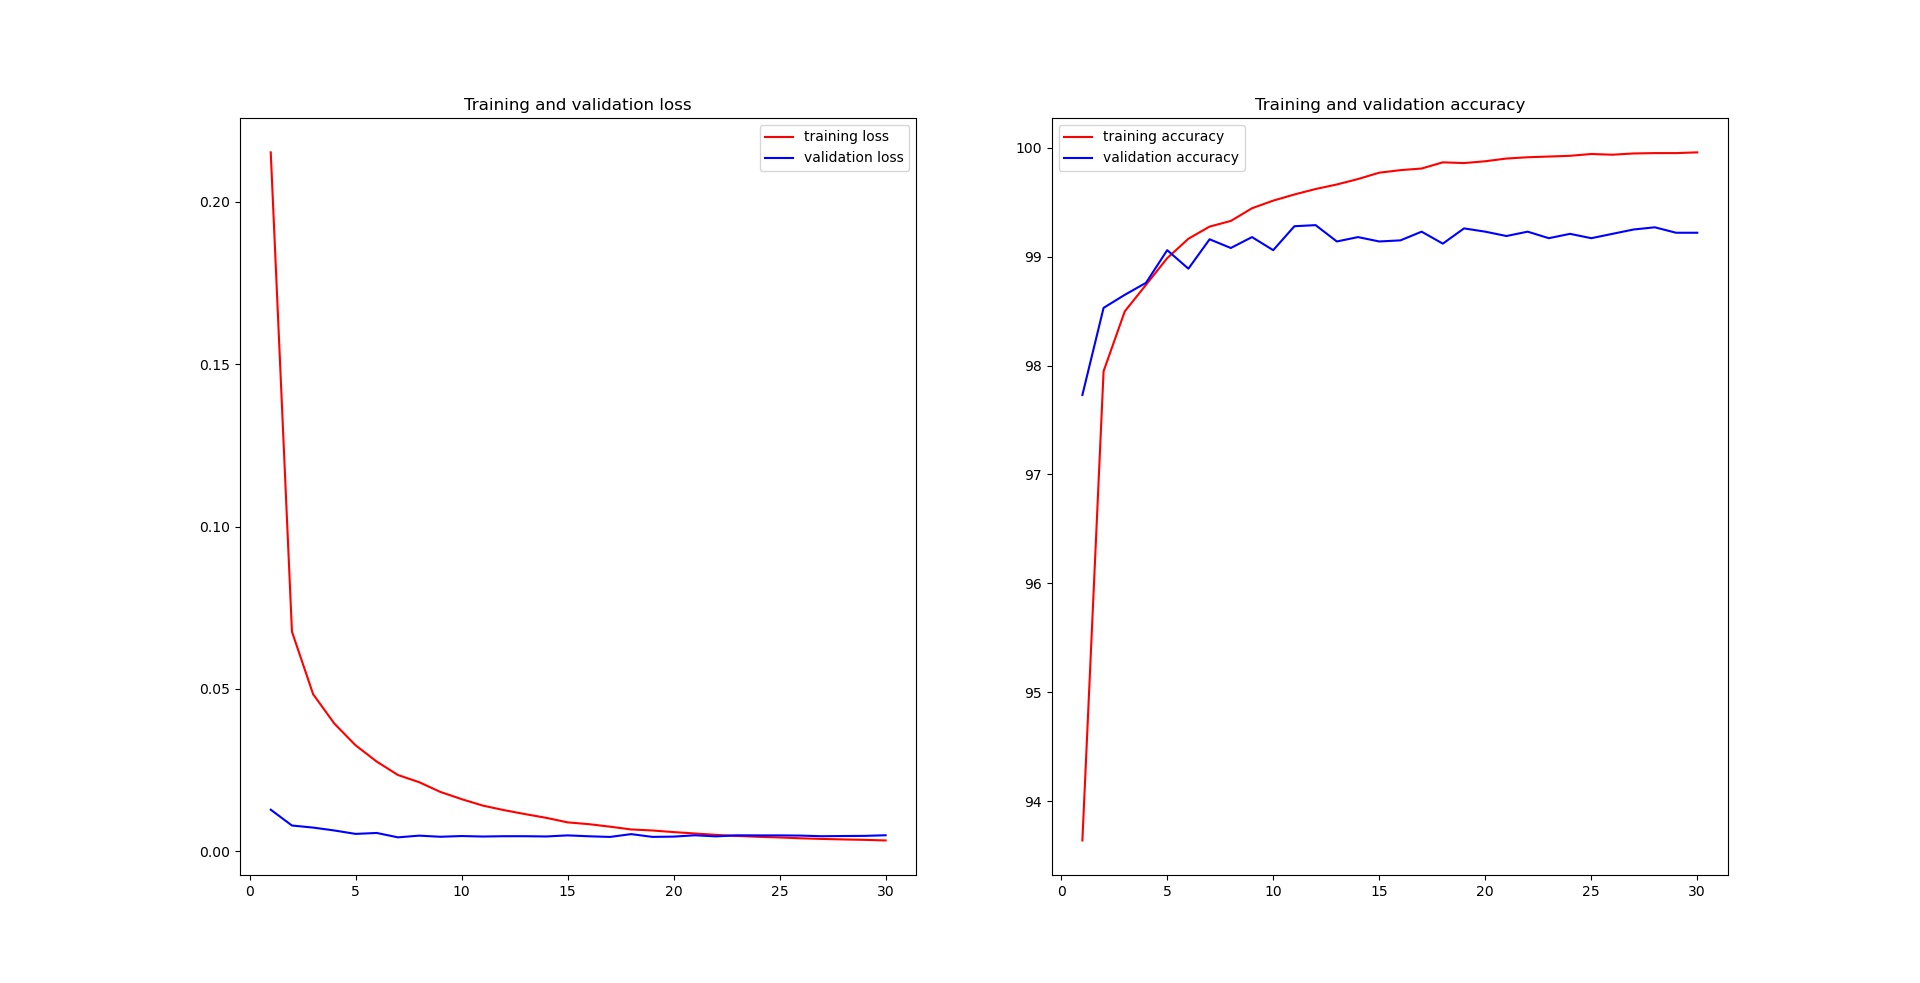 Training and validation loss
training loss
validation loss
0.20
0.15
0.10
0.05
0.00
0 5 10 15 20 25 30
Training and validation accuracy
training accuracy
validation accuracy
100
99
98
97
96
95
94
0 5 10 15 20 25 30